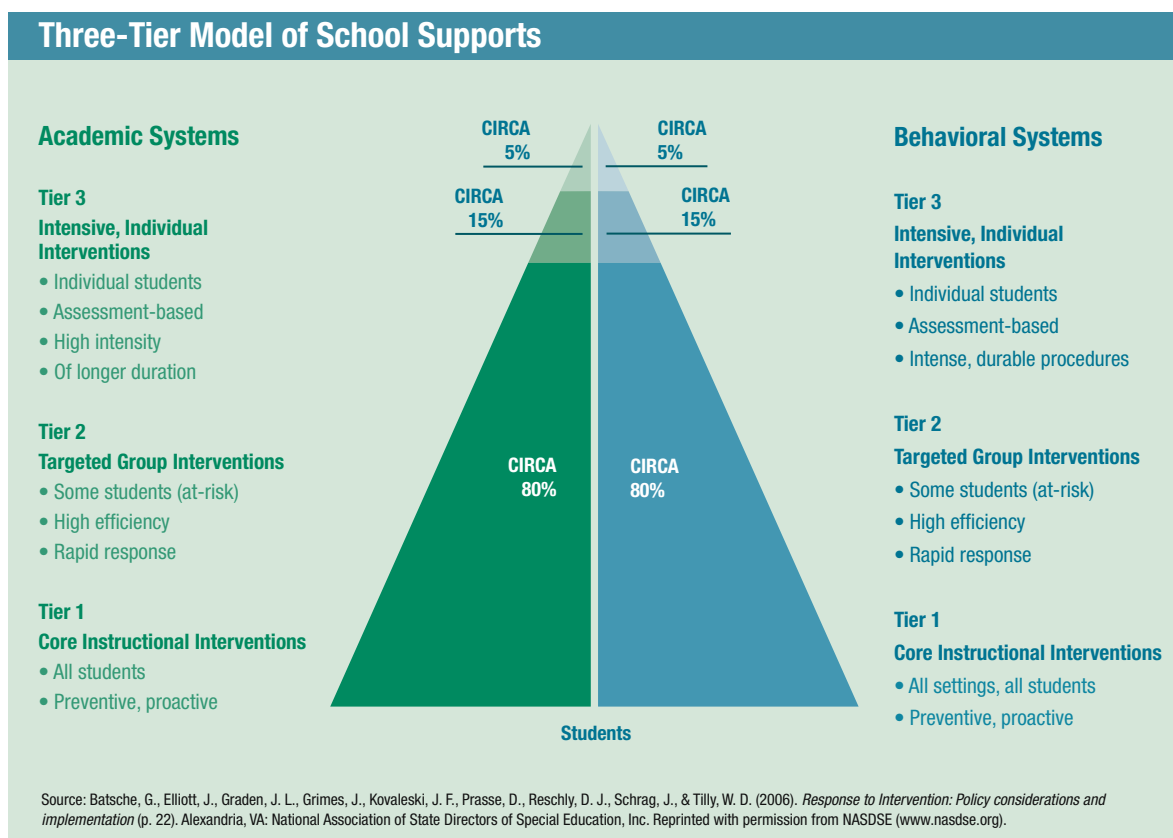 Three-Tier Model of School Supports
Academic Systems
Tier 3
Intensive, Individual
Interventions
• Individual students
• Assessment-based
• High intensity
• Of longer duration
Tier 2
Targeted Group Interventions
• Some students (at-risk)
• High efficiency
• Rapid response
Tier 1
Core Instructional Interventions
• All students
• Preventive, proactive
CIRCA
5%
CIRCA
15%
CIRCA
80%
CIRCA
5%
CIRCA
15%
CIRCA
80%
Students
Behavioral Systems
Tier 3
Intensive, Individual
Interventions
• Individual students
• Assessment-based
• Intense, durable procedures
Tier 2
Targeted Group Interventions
• Some students (at-risk)
• High efficiency
• Rapid response
Tier 1
Core Instructional Interventions
• All settings, all students
• Preventive, proactive
Source: Batsche, G., Elliott, J., Graden, J. L., Grimes, J., Kovaleski, J. F., Prasse, D., Reschly, D. J., Schrag, J., & Tilly, W. D. (2006). Response to Intervention: Policy considerations and
implementation (p. 22). Alexandria, VA: National Association of State Directors of Special Education, Inc. Reprinted with permission from NASDSE (www.nasdse.org).